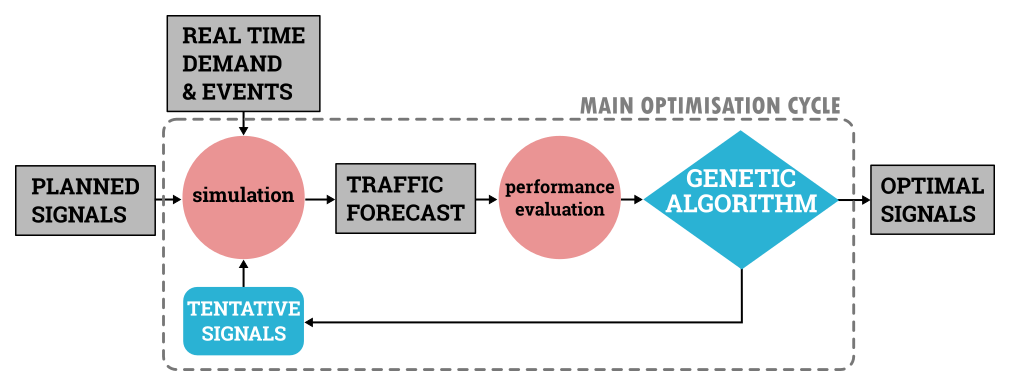 REAL TIME
DEMAND
& EVENTS
MAIN OPTIMISATION CYCLE
PLANNED
SIGNALS
simulation
TRAFFIC
FORECAST
performance
evaluation
GENETIC
ALGORITHM
OPTIMAL
SIGNALS
TENTATIVE
SIGNALS